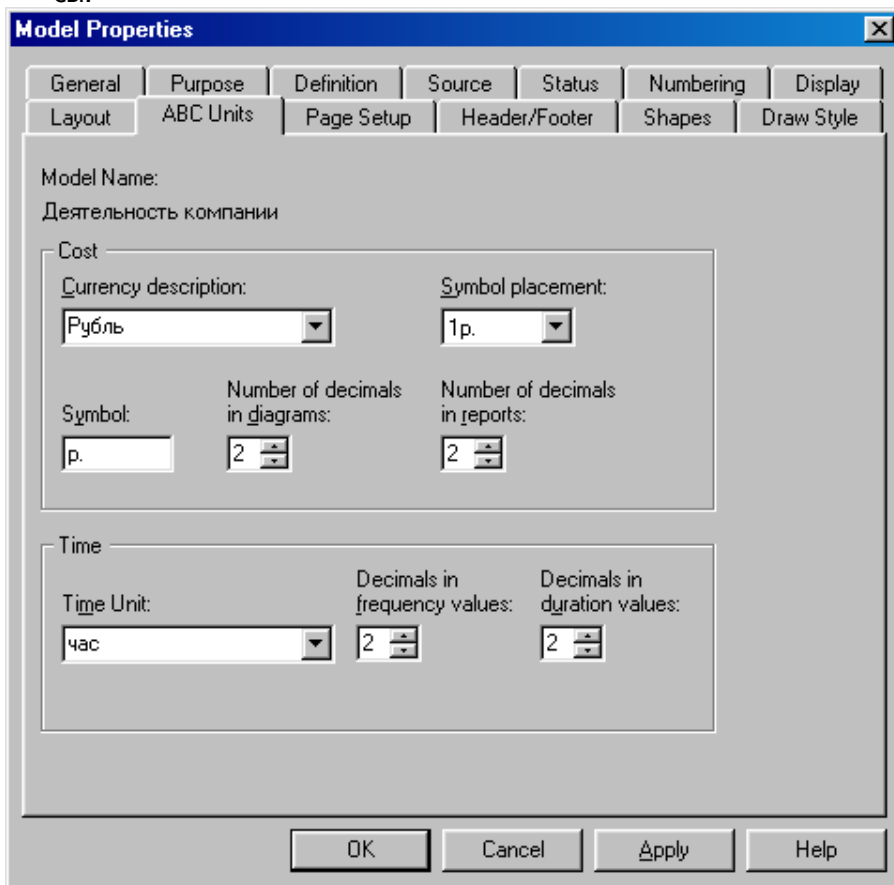 Model Properties
General Purpose Definition Source Status Numbering Display
Layout ABC Units Page Setup Header/Footer Shapes Draw Style
Model Name:
Деятельность компании
Cost
Currency description: Symbol placement:
Рубль 1р.
Number of decimals Number of decimals
Symbol: in diagrams: in reports:
р. 2 2
Time
Decimals in Decimals in
Time Unit: frequency values: duration values:
час 2 2
OK Cancel Apply Help